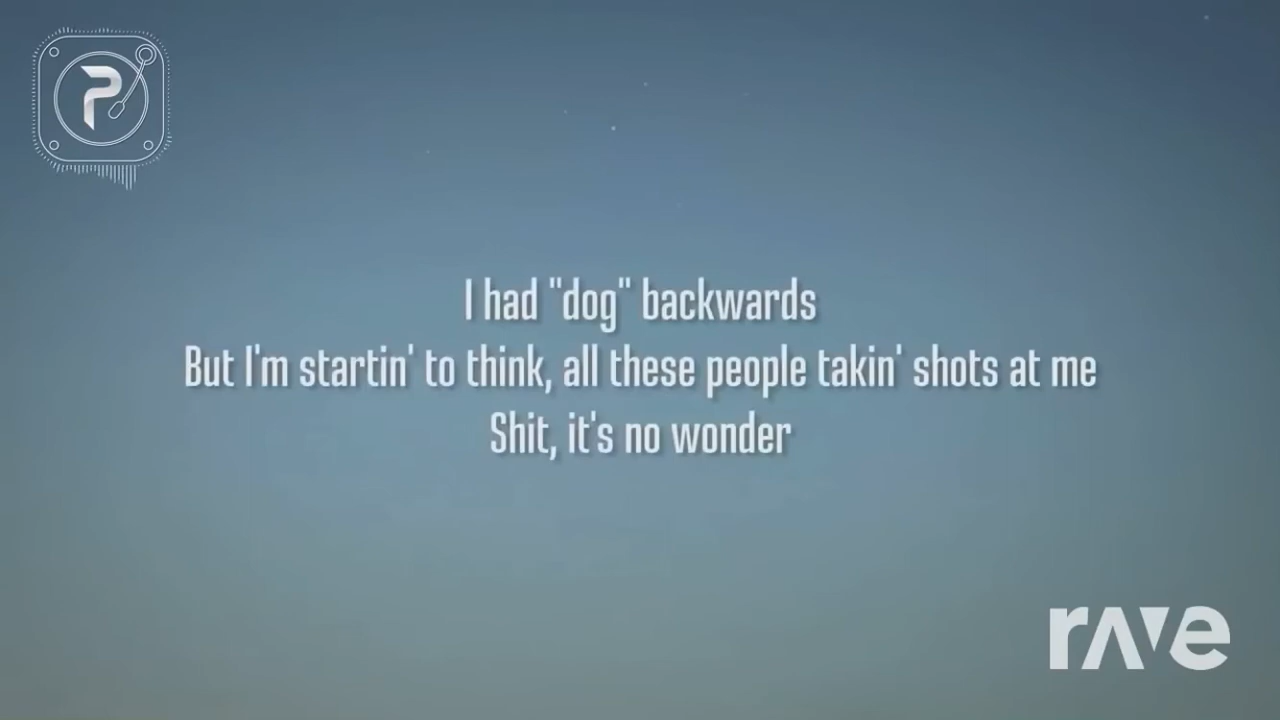 P
I had "dog" backwards
But I'm startin' to think, all these people takin' shots at me
Shit, it's no wonder
rave